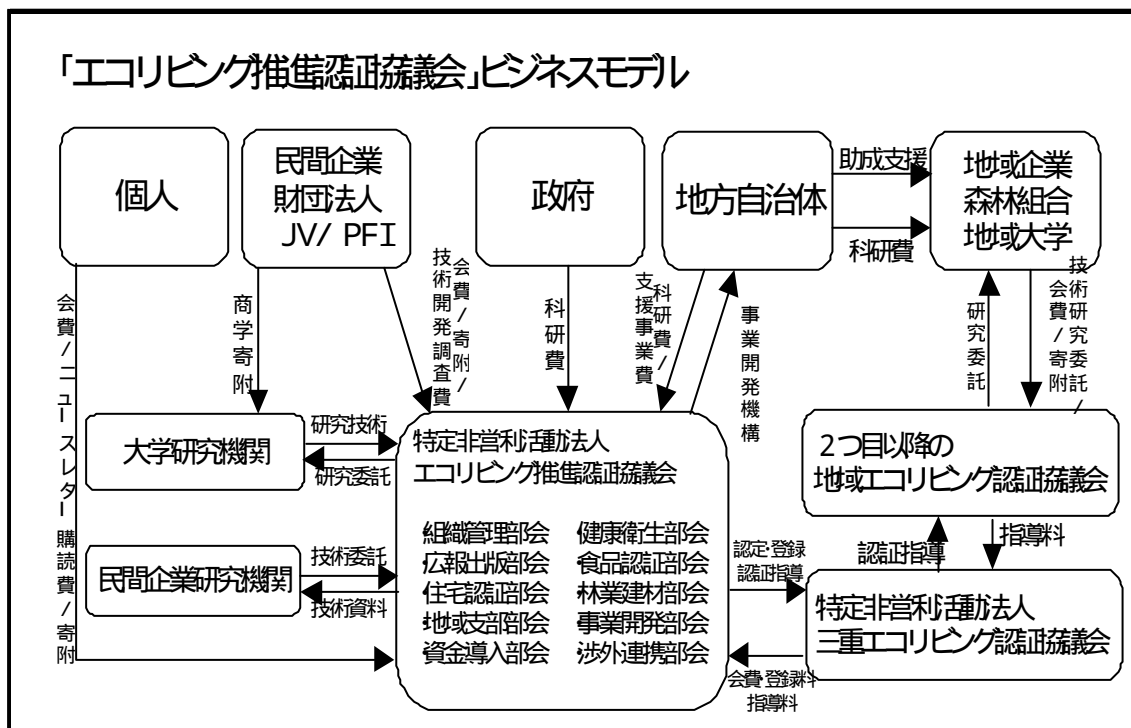 「エコリビング推進認証協議会」ビジネスモデル
個人
民間企業
財団法人
JV/ PFI
政府
地方自治体
助成支援
科研費
地域企業
森林組合
地域大学
会費/ニュースレター購読費/寄附
商学寄附
会費/寄附/
技術開発調査費
科研費
科研費/
支援事業費
事業開発機構
研究委託
技術研究委託/
会費/寄附
大学研究機関
研究技術
研究委託
民間企業研究機関
技術委託
技術資料
特定非営利活動法人
エコリビング推進認証協議会
・組織管理部会
・健康衛生部会
・広報出版部会
・食品認証部会
・住宅認証部会
・林業建材部会
・地域支部部会
・事業開発部会
・資金導入部会
・渉外連携部会
認定・登録
認証指導
会費・登録料
指導料
2つ目以降の
地域エコリビング認証協議会
認証指導
指導料
特定非営利活動法人
三重エコリビング認証協議会